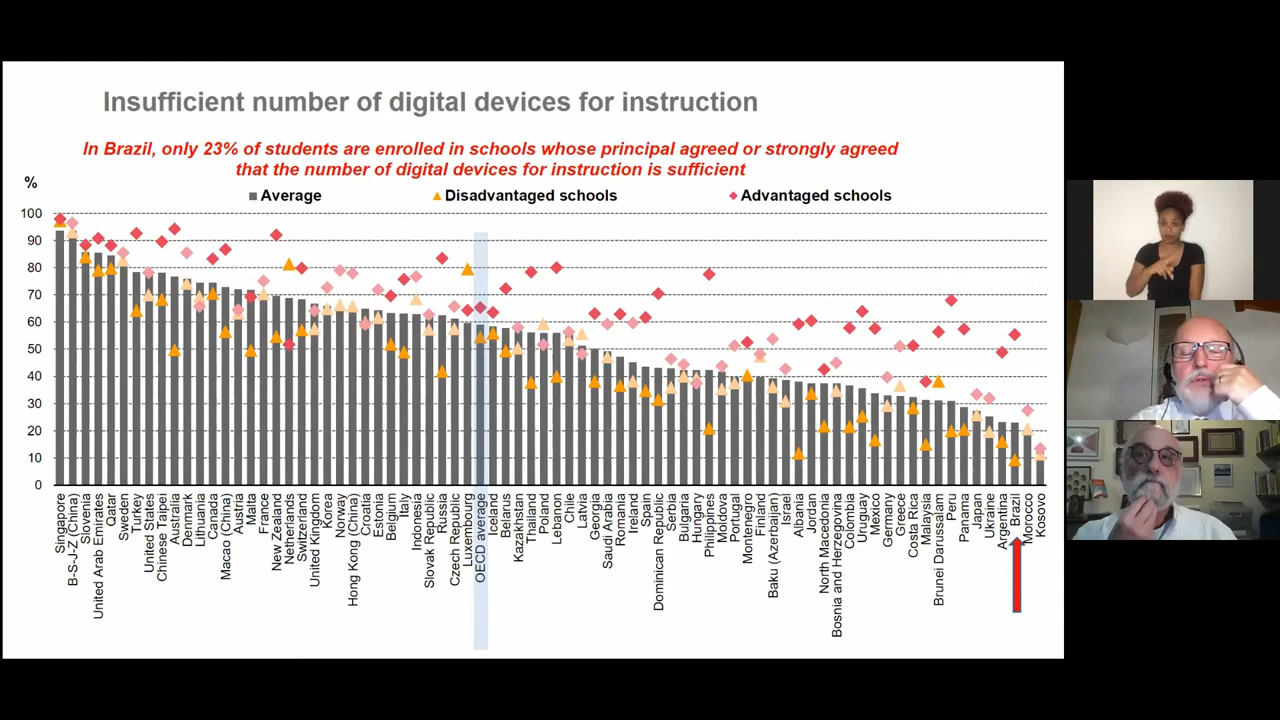 Insufficient number of digital devices for instruction
In Brazil, only 23% of students are enrolled in schools whose principal agreed or strongly agreed
that the number of digital devices for instruction is sufficient
%
Average
Disadvantaged schools
Advantaged schools
100
90
80
70
60
50
40
30
20
10
0
Singapore
B-S-J-Z (China)
Slovenia
United Arab Emirates
Qatar
Sweden
Turkey
United States
Chinese Taipei
Australia
Denmark
Lithuania
Canada
Macao (China)
Austria
Malta
France
New Zealand
Netherlands
Switzerland
United Kingdom
Korea
Norway
Hong Kong (China)
Croatia
Estonia
Belgium
Italy
Indonesia
Slovak Republic
Russia
Czech Republic
Luxembourg
OECD average
Iceland
Belarus
Kazakhstan
Thailand
Poland
Lebanon
Chile
Latvia
Georgia
Saudi Arabia
Romania
Ireland
Spain
Dominican Republic
Serbia
Bulgaria
Hungary
Philippines
Moldova
Portugal
Montenegro
Finland
Baku (Azerbaijan)
Israel
Albania
Jordan
North Macedonia
Bosnia and Herzegovina
Colombia
Uruguay
Mexico
Germany
Greece
Costa Rica
Malaysia
Brunei Darussalam
Peru
Panama
Japan
Ukraine
Argentina
Brazil
Morocco
Kosovo